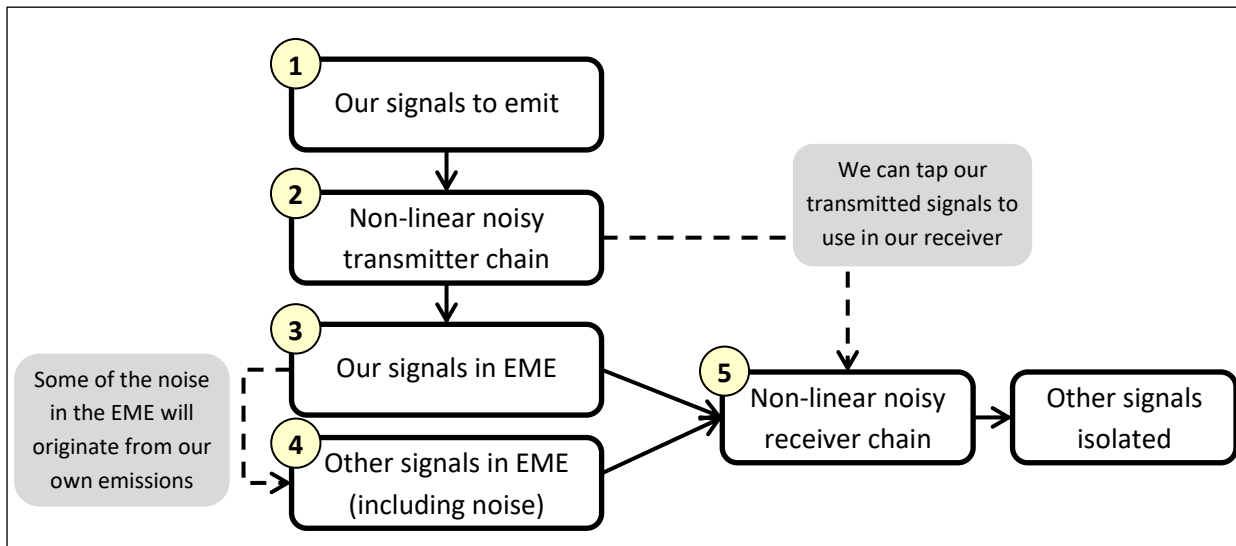 1
Our signals to emit
2
Non-linear noisy
transmitter chain
We can tap our
transmitted signals to
use in our receiver
3
Our signals in EME
Some of the noise
in the EME will
originate from our
own emissions
4
Other signals in EME
(including noise)
5
Non-linear noisy
receiver chain
Other signals
isolated